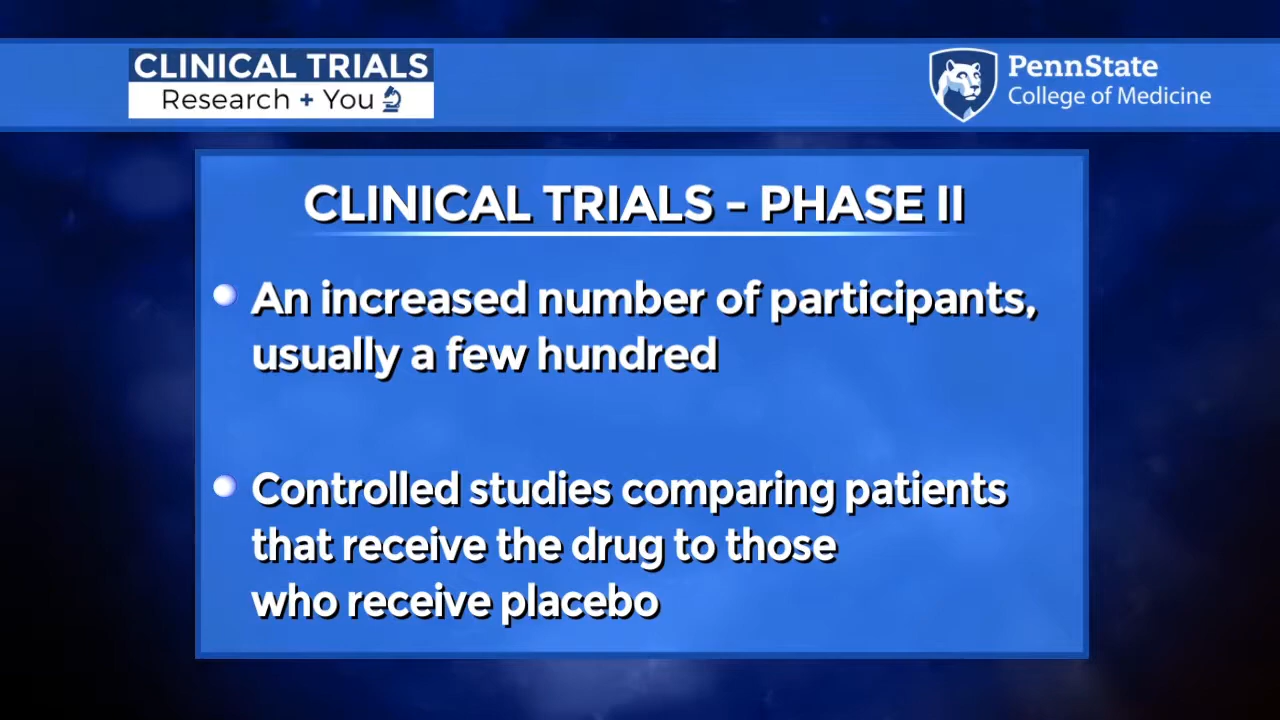 CLINICAL TRIALS
Research + You
PennState
College of Medicine
CLINICAL TRIALS - PHASE II
An increased number of participants,
usually a few hundred
Controlled studies comparing patients
that receive the drug to those
who receive placebo